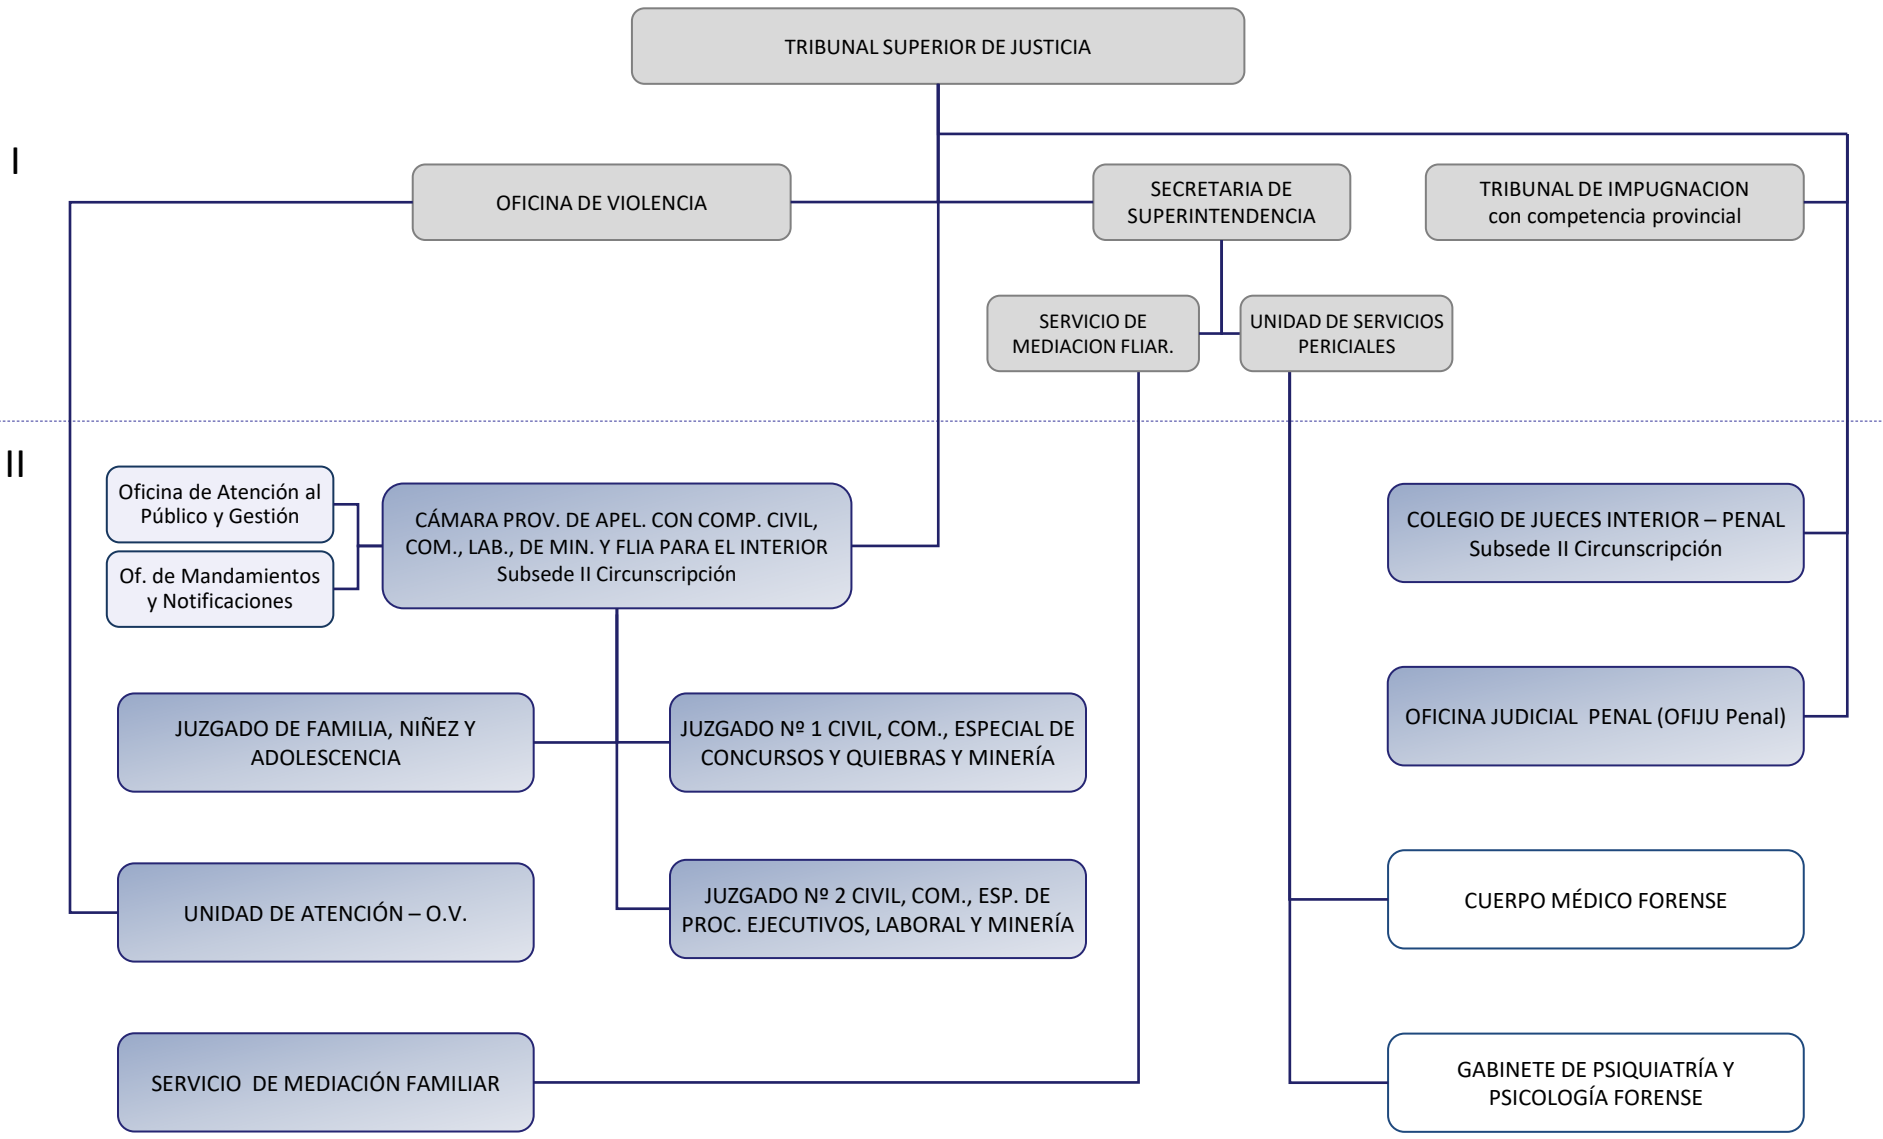 TRIBUNAL SUPERIOR DE JUSTICIA
I
OFICINA DE VIOLENCIA
SECRETARIA DE
SUPERINTENDENCIA
TRIBUNAL DE IMPUGNACION
con competencia provincial
SERVICIO DE
MEDIACION FLIAR.
UNIDAD DE SERVICIOS
PERICIALES
II
Oficina de Atención al
Público y Gestión
Of. de Mandamientos
y Notificaciones
CÁMARA PROV. DE APEL. CON COMP. CIVIL,
COM., LAB., DE MIN. Y FLIA PARA EL INTERIOR
Subsede II Circunscripción
COLEGIO DE JUECES INTERIOR – PENAL
Subsede II Circunscripción
JUZGADO DE FAMILIA, NIÑEZ Y
ADOLESCENCIA
JUZGADO Nº 1 CIVIL, COM., ESPECIAL DE
CONCURSOS Y QUIEBRAS Y MINERÍA
OFICINA JUDICIAL PENAL (OFIJU Penal)
UNIDAD DE ATENCIÓN – O.V.
JUZGADO Nº 2 CIVIL, COM., ESP. DE
PROC. EJECUTIVOS, LABORAL Y MINERÍA
CUERPO MÉDICO FORENSE
SERVICIO DE MEDIACIÓN FAMILIAR
GABINETE DE PSIQUIATRÍA Y
PSICOLOGÍA FORENSE